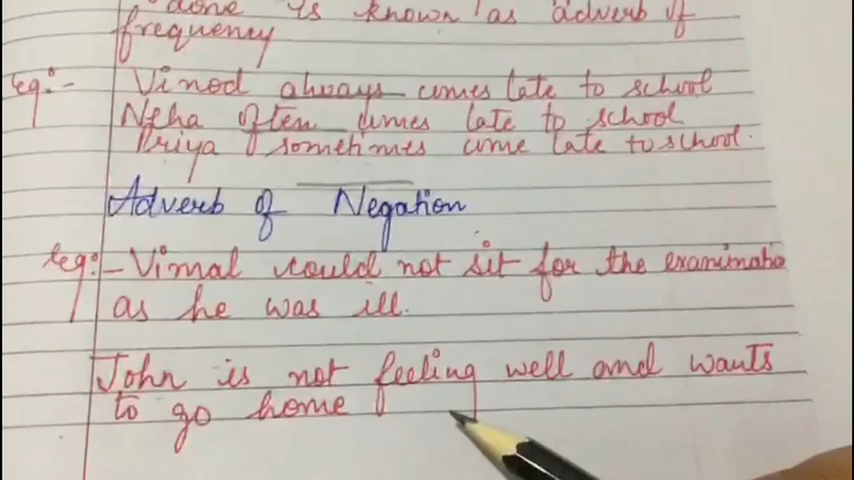 done is known as adverb of
frequency
eg:- Vinod always comes late to school
Neha often comes late to school
Priya sometimes come late to school.
Adverb of Negation
eg:- Vimal could not sit for the examinatio
as he was ill.
John is not feeling well and wants
to go home